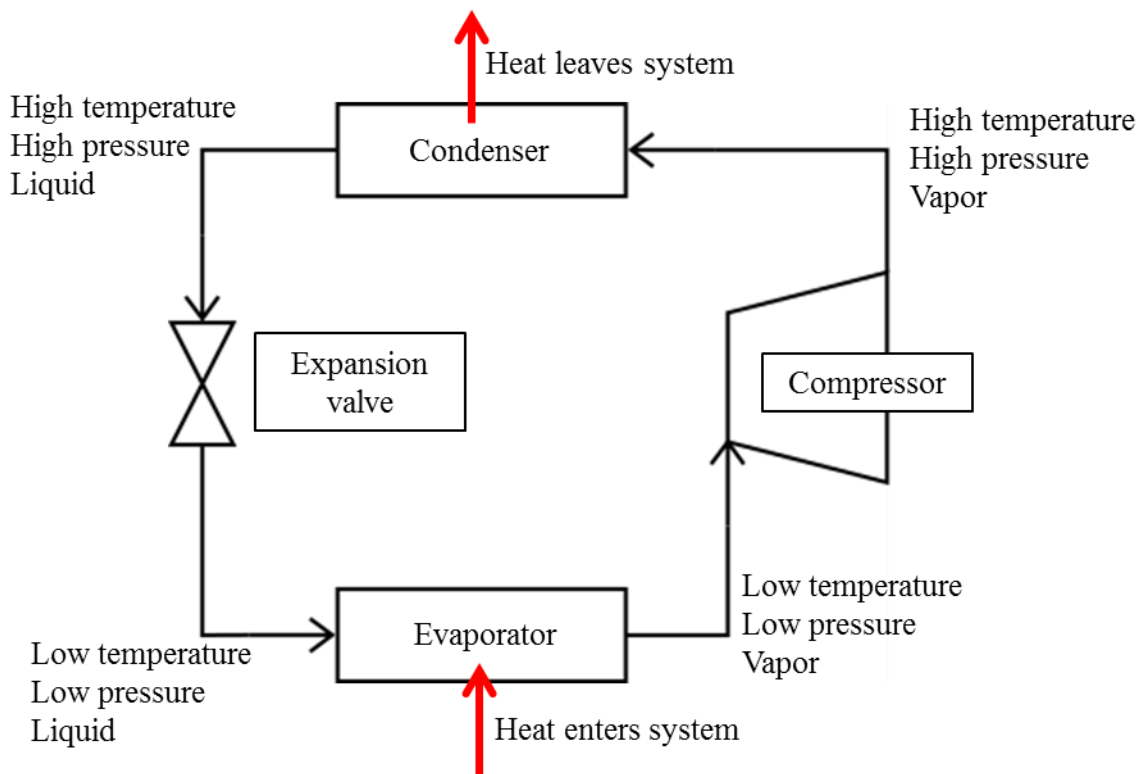 Heat leaves system
High temperature
High pressure
Liquid
Condenser
High temperature
High pressure
Vapor
Expansion
valve
Compressor
Low temperature
Low pressure
Liquid
Evaporator
Low temperature
Low pressure
Vapor
Heat enters system